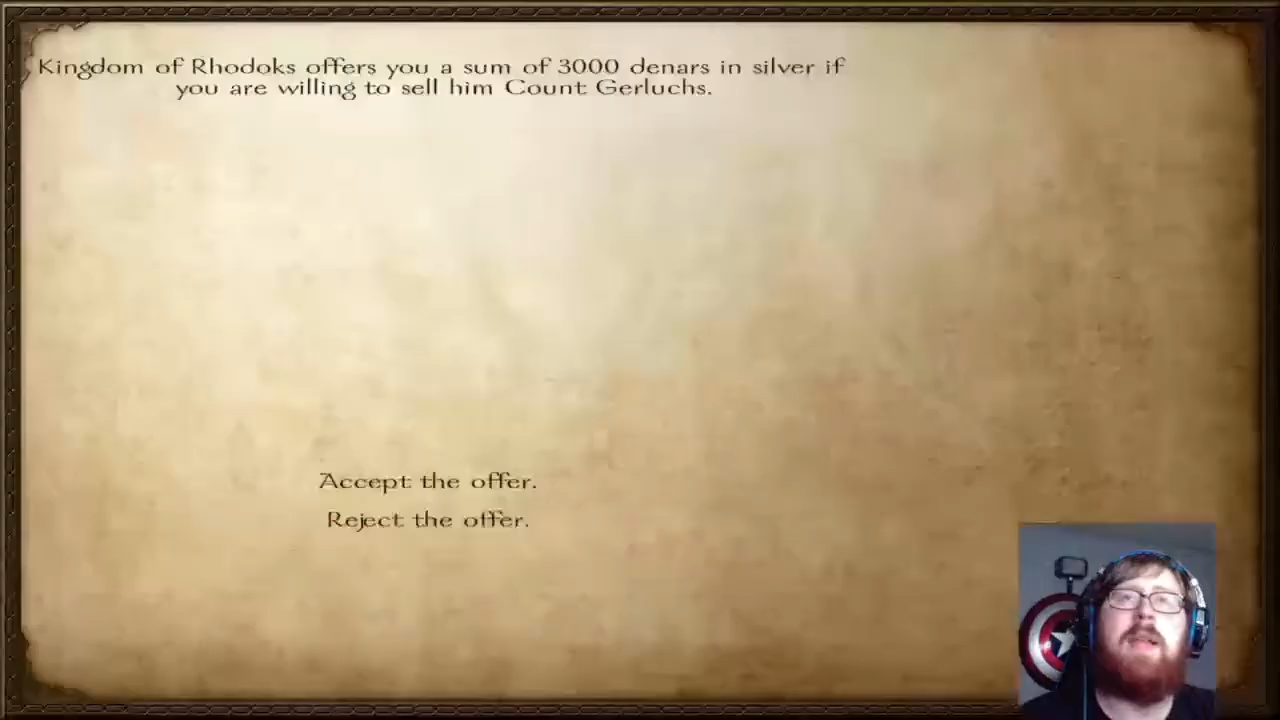 Kingdom of Rhodoks offers you a sum of 3000 denars in silver if
you are willing to sell him Count Gerluchs.
Accept the offer.
Reject the offer.